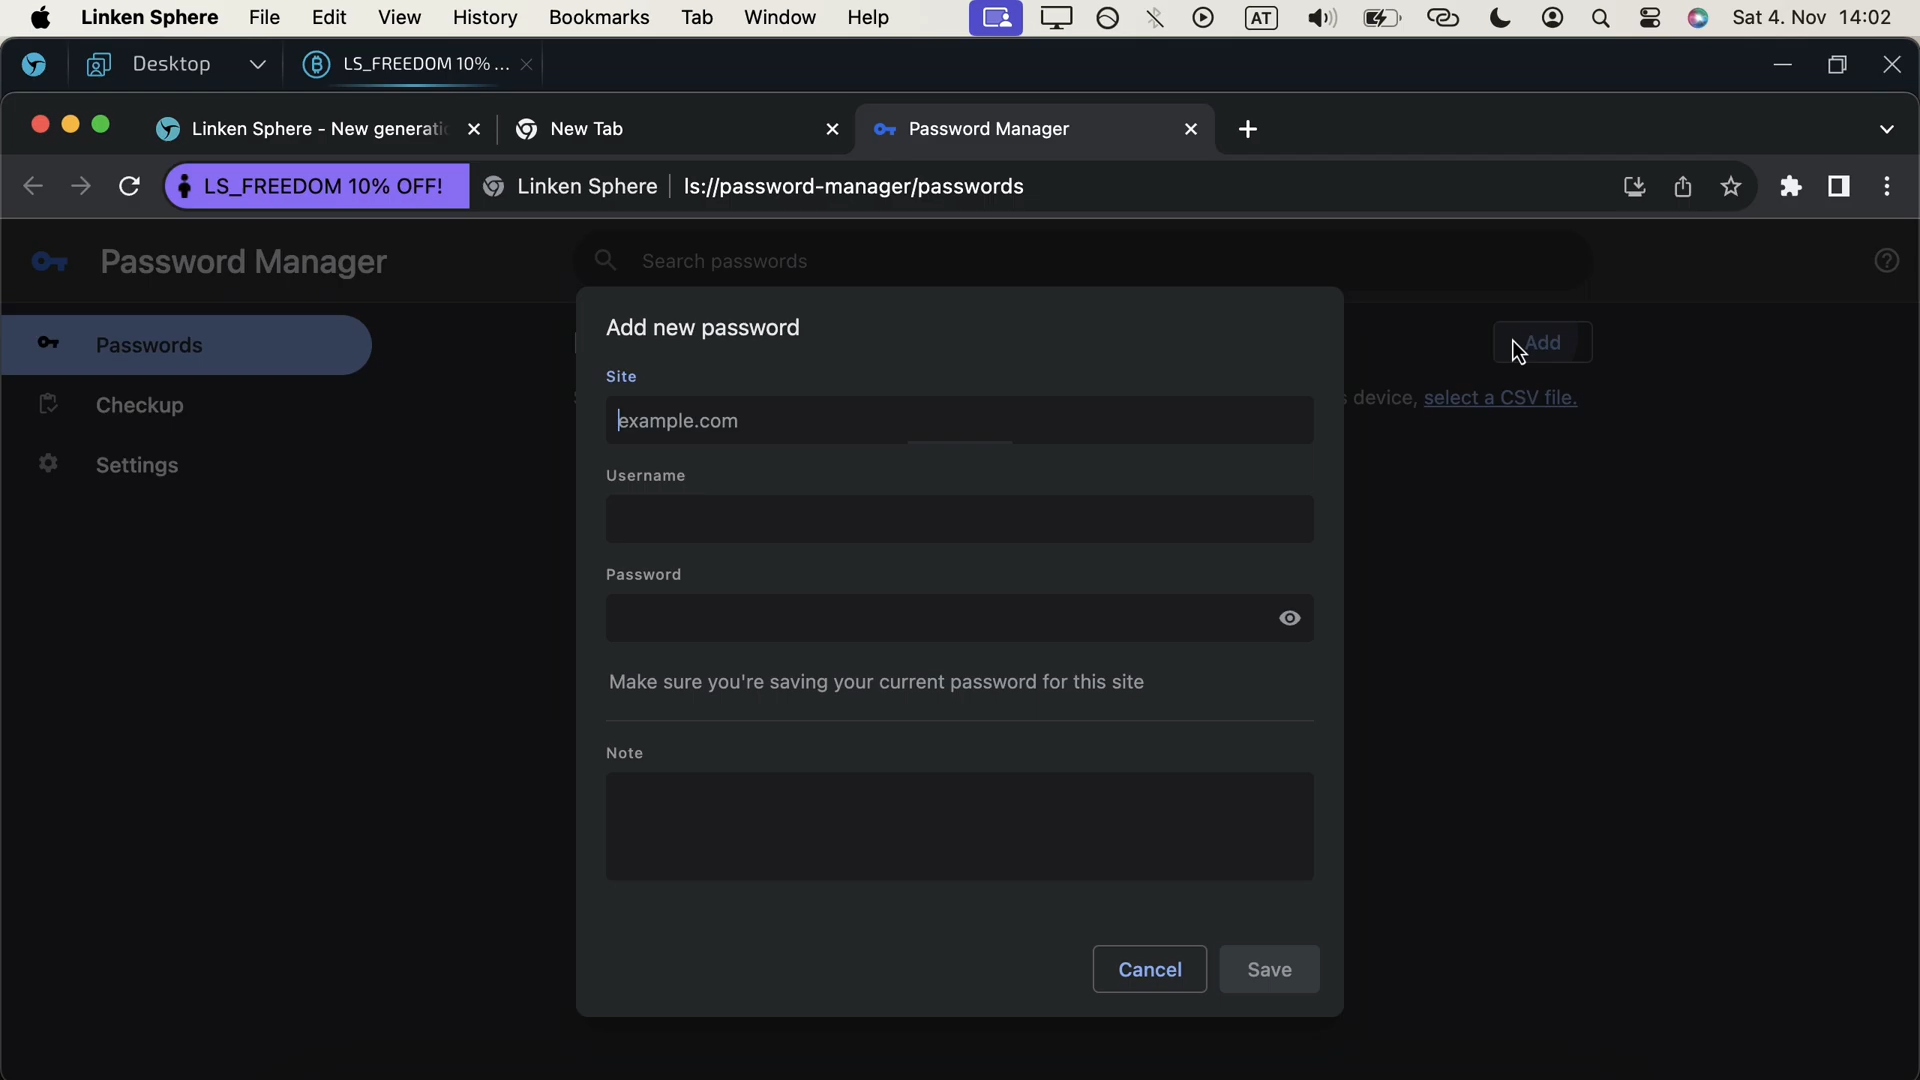 Linken Sphere File Edit View History Bookmarks Tab Window Help AT Sat 4. Nov 14:02
Desktop LS_FREEDOM 10% ...
Linken Sphere - New generati New Tab Password Manager
LS_FREEDOM 10% OFF! Linken Sphere ls://password-manager/passwords
Password Manager Search passwords
Add new password
Passwords Add
Site
device, select a CSV file.
Checkup
example.com
Settings
Username
Password
Make sure you're saving your current password for this site
Note
Cancel Save